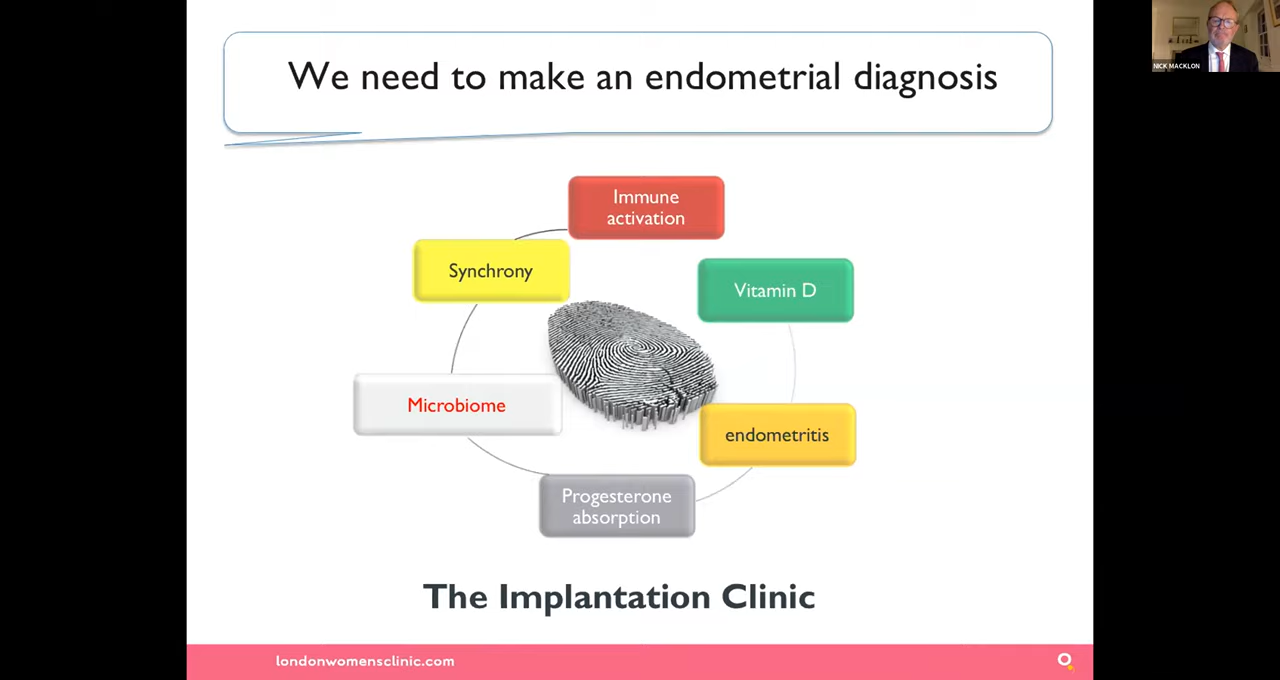 We need to make an endometrial diagnosis
NICK MACKLON
Immune
activation
Synchrony
Vitamin D
Microbiome
endometritis
Progesterone
absorption
The Implantation Clinic
londonwomensclinic.com